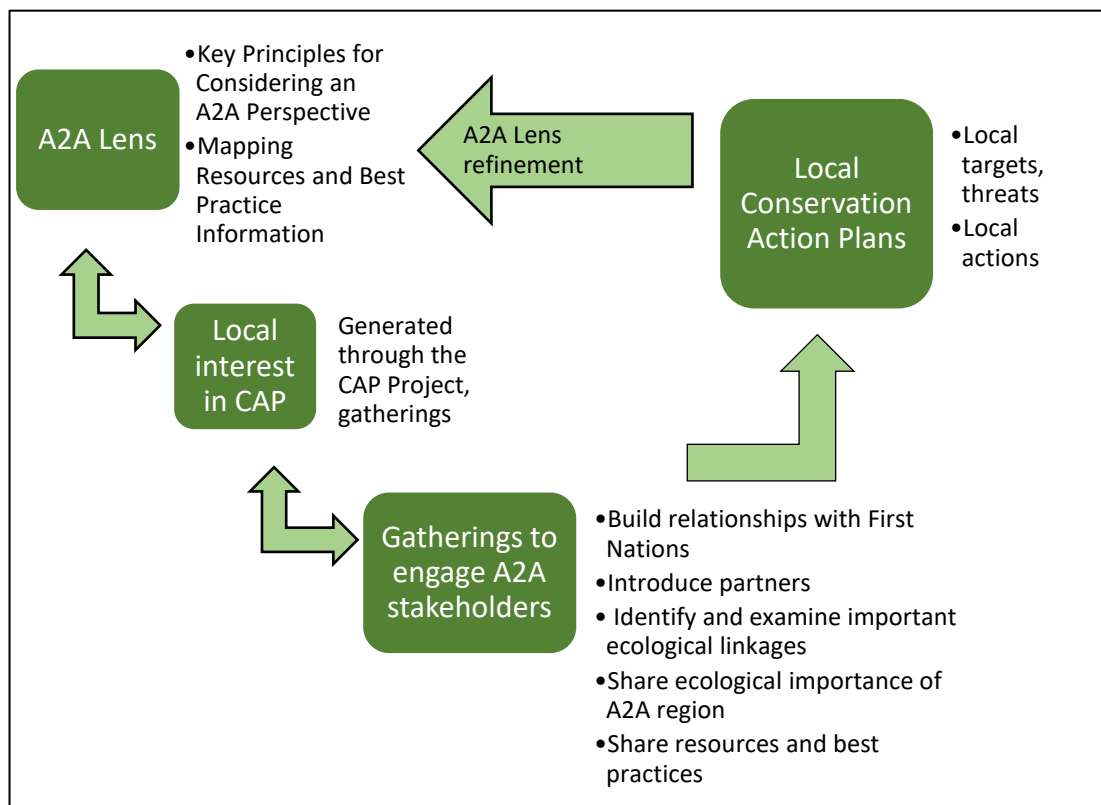 A2A Lens
•Key Principles for
Considering an
A2A Perspective
•Mapping
Resources and Best
Practice
Information
A2A Lens
refinement
Local
Conservation
Action Plans
•Local
targets,
threats
•Local
actions
Local
interest
in CAP
Generated
through the
CAP Project,
gatherings
Gatherings to
engage A2A
stakeholders
•Build relationships with First
Nations
•Introduce partners
• Identify and examine important
ecological linkages
•Share ecological importance of
A2A region
•Share resources and best
practices